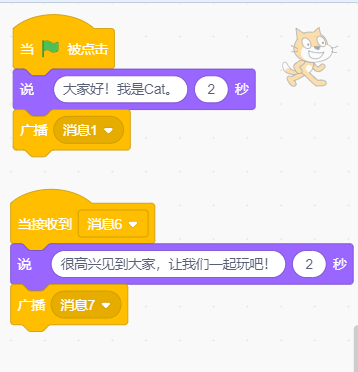 当 被点击
说 大家好！我是Cat。 2 秒
广播 消息1
当接收到 消息6
说 很高兴见到大家，让我们一起玩吧！ 2 秒
广播 消息7